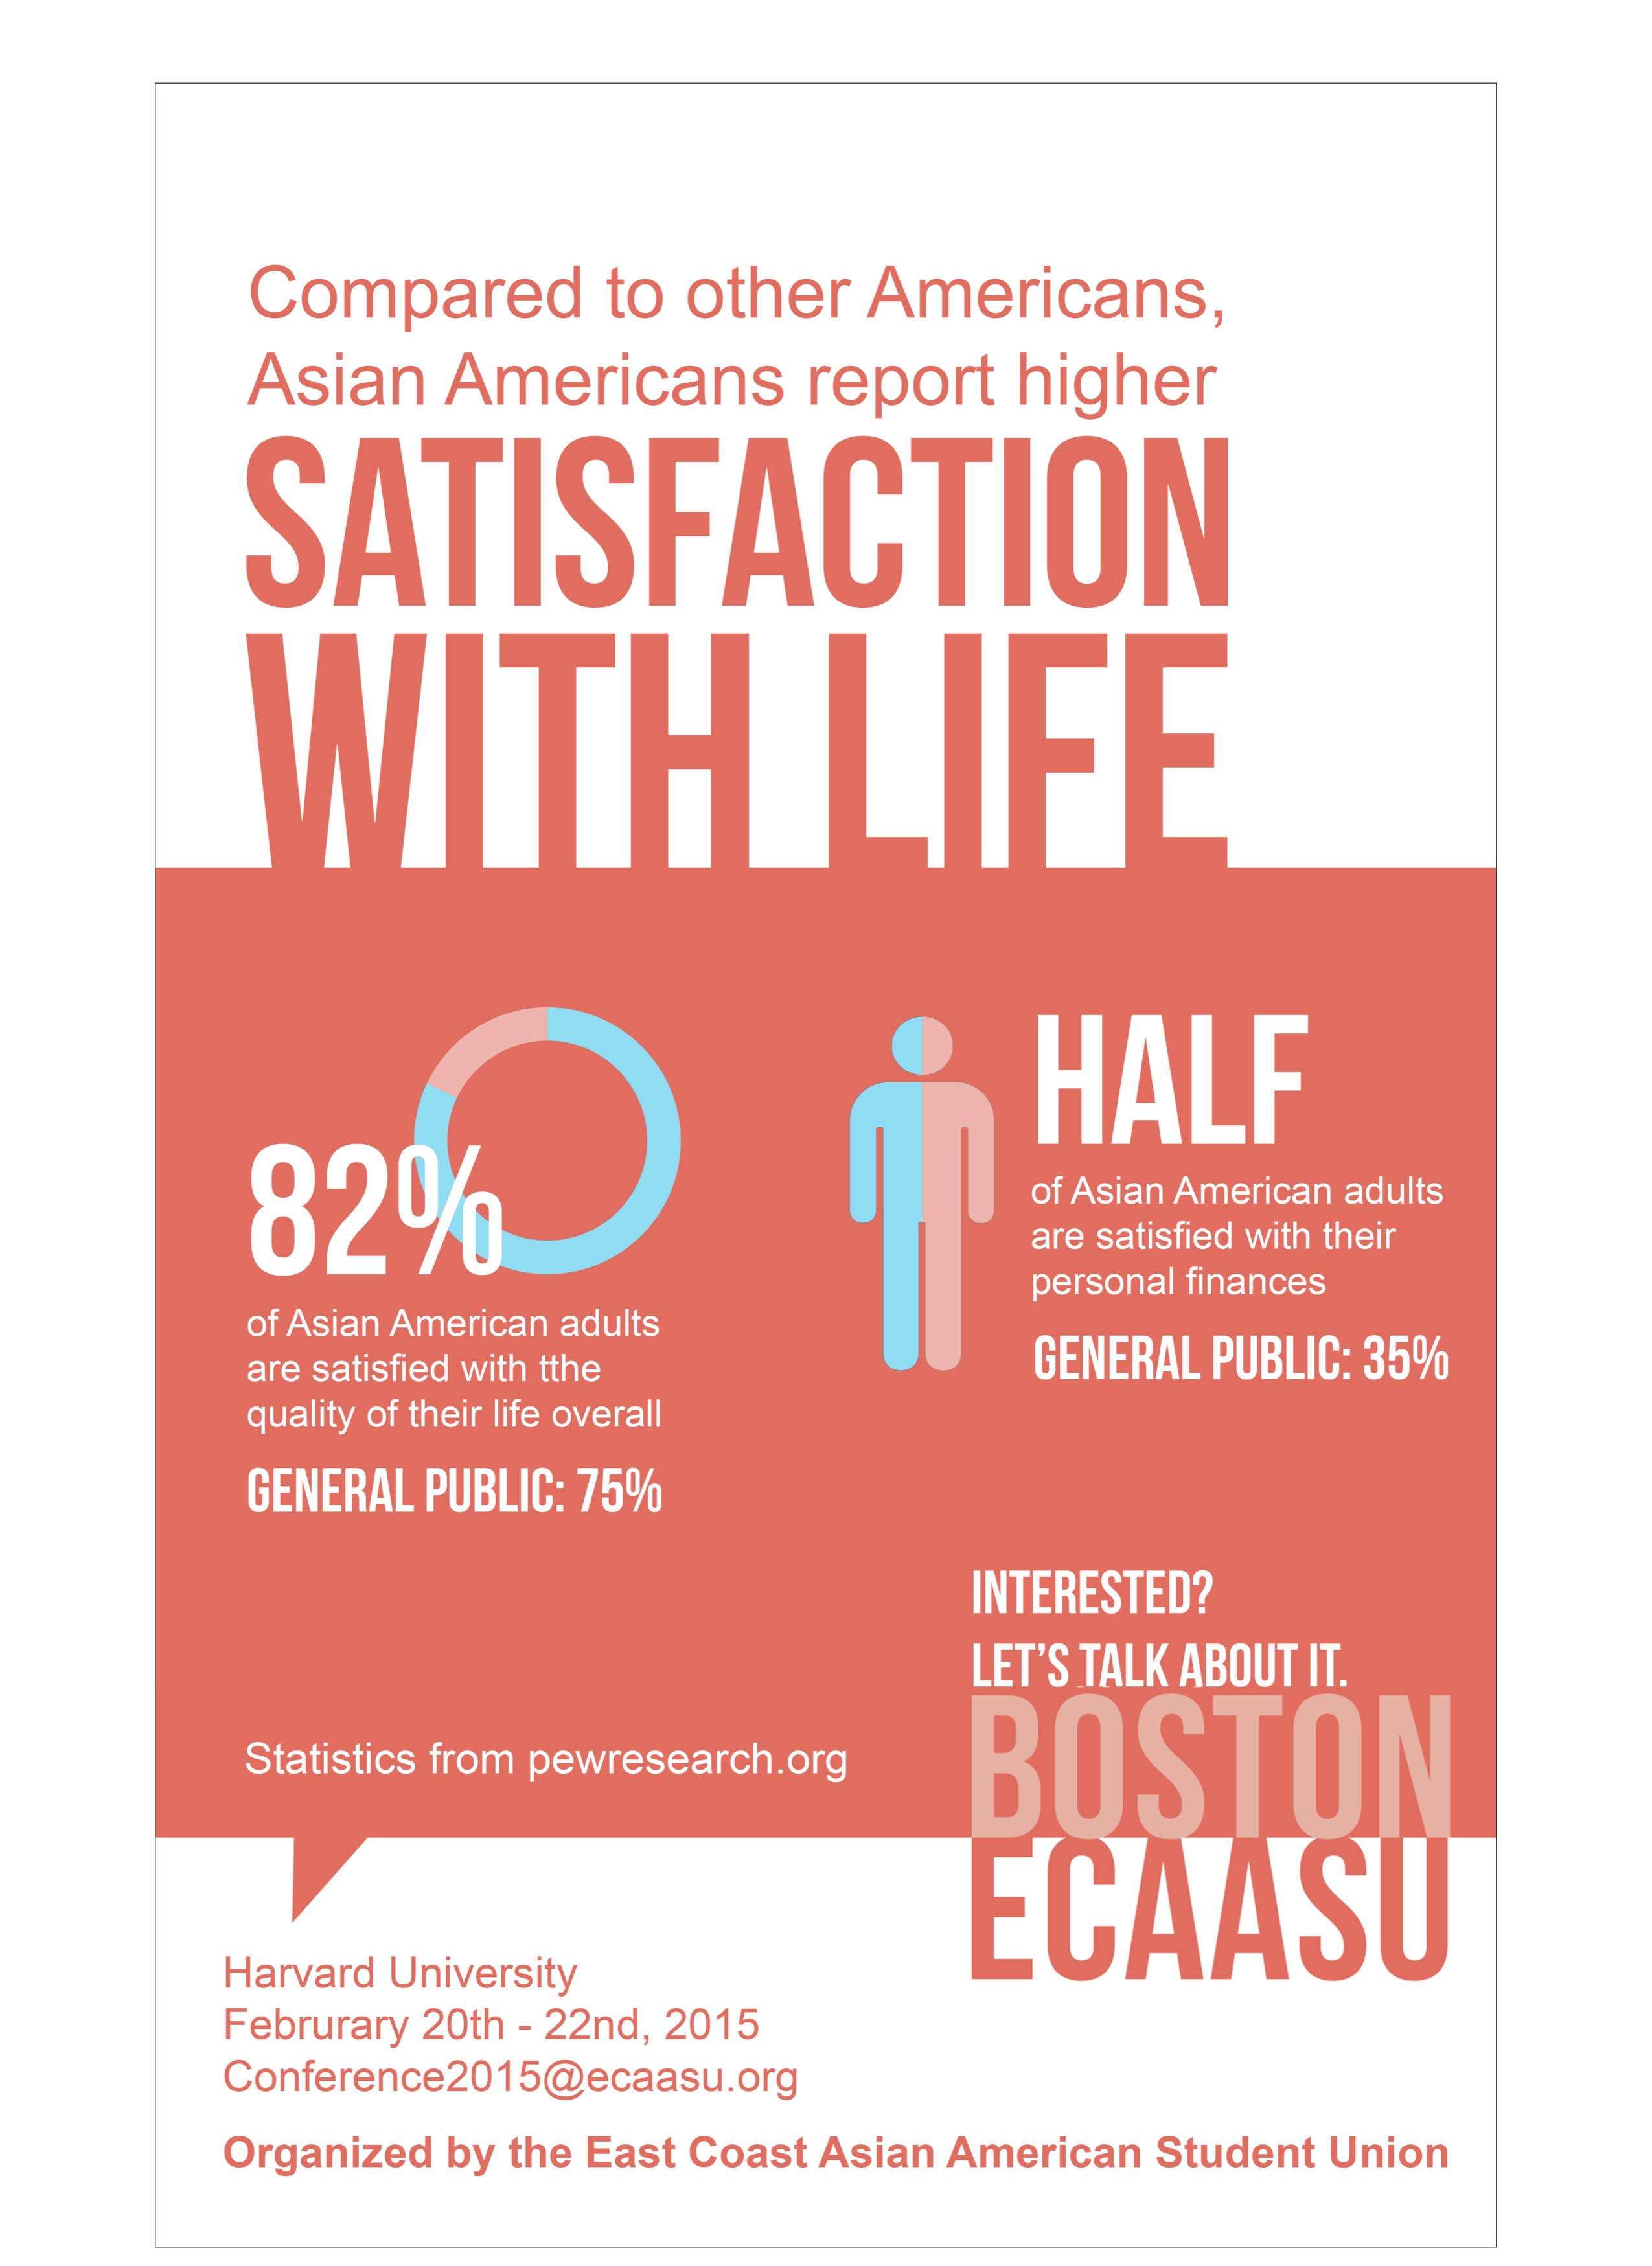 Compared to other Americans,
Asian Americans report higher
SATISFACTION
WITH LIFE
82%
of Asian American adults
are satisfied with tthe
quality of their life overall
GENERAL PUBLIC: 75%
HALF
of Asian American adults
are satisfied with their
personal finances
GENERAL PUBLIC: 35%
INTERESTED?
LET'S TALK ABOUT IT.
BOSTON
ECAASU
Statistics from pewresearch.org
Harvard University
Februrary 20th - 22nd, 2015
Conference2015@ecaasu.org
Organized by the East Coast Asian American Student Union